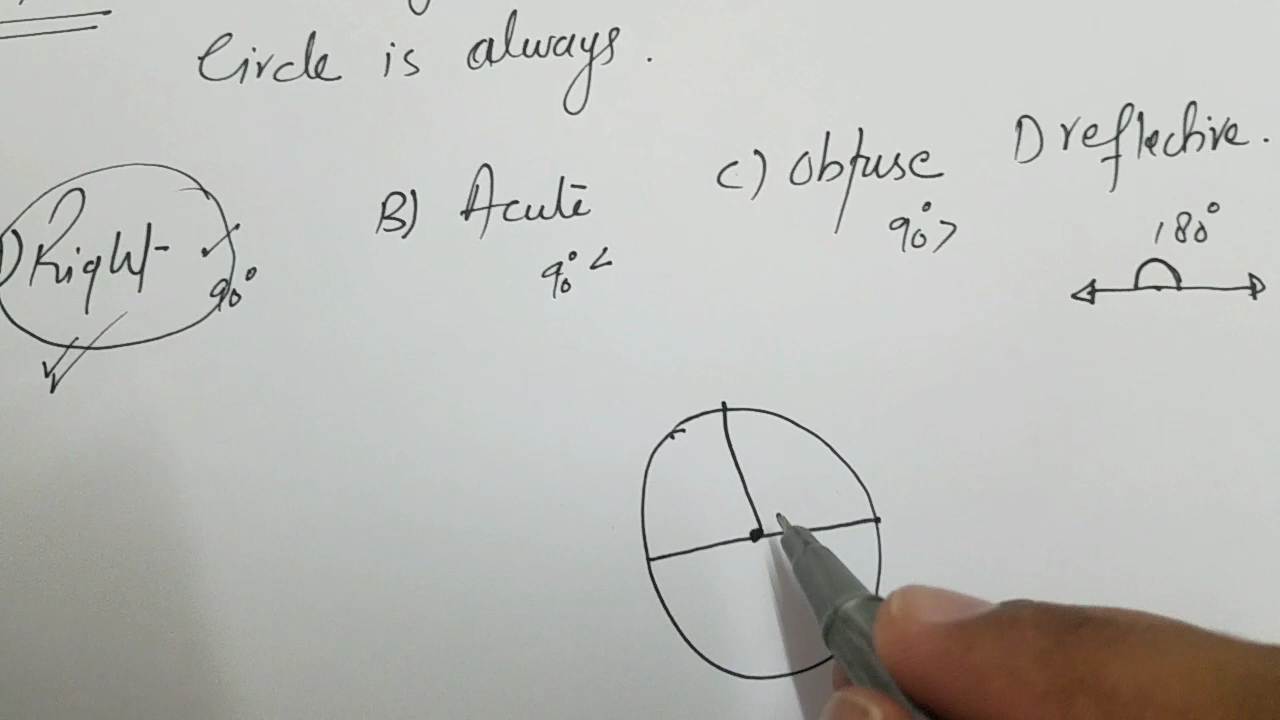 Circle is always.
) Right
90°
B) Acute
90° <
C) Obtuse
90° >
D reflective.
180°